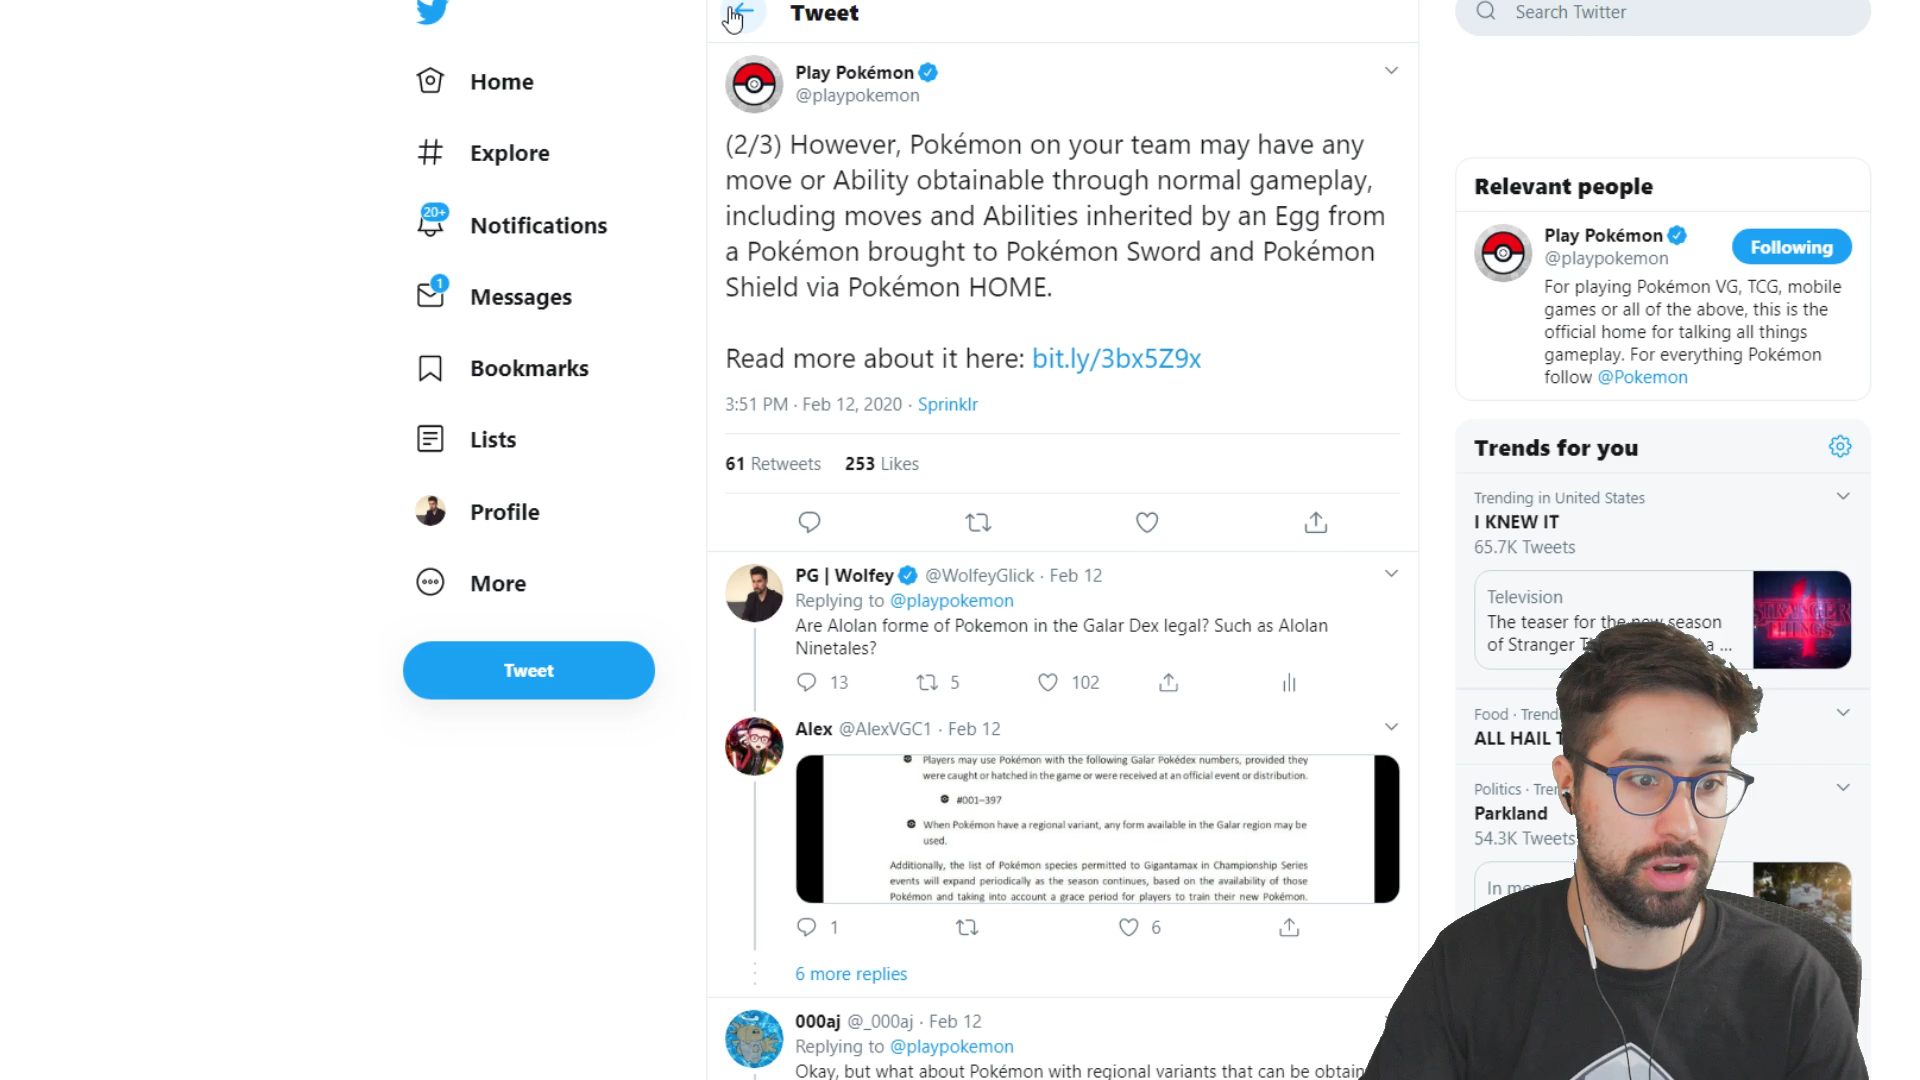 Tweet
Search Twitter
Home
Explore
20+
Notifications
1
Messages
Bookmarks
Lists
Profile
More
Tweet
Play Pokémon
@playpokemon
(2/3) However, Pokémon on your team may have any
move or Ability obtainable through normal gameplay,
including moves and Abilities inherited by an Egg from
a Pokémon brought to Pokémon Sword and Pokémon
Shield via Pokémon HOME.
Read more about it here: bit.ly/3bx5Z9x
3:51 PM · Feb 12, 2020 · Sprinklr
61 Retweets 253 Likes
PG | Wolfey @WolfeyGlick · Feb 12
Replying to @playpokemon
Are Alolan forme of Pokemon in the Galar Dex legal? Such as Alolan
Ninetales?
13 5 102
Alex @AlexVGC1 · Feb 12
Players may use Pokémon with the following Galar Pokédex numbers, provided they
were caught or hatched in the game or were received at an official event or distribution.
#001–397
When Pokémon have a regional variant, any form available in the Galar region may be
used.
Additionally, the list of Pokémon species permitted to Gigantamax in Championship Series
events will expand periodically as the season continues, based on the availability of those
Pokémon and taking into account a grace period for players to train their new Pokémon.
1 6
6 more replies
000aj @_000aj · Feb 12
Replying to @playpokemon
Okay, but what about Pokémon with regional variants that can be obtain
Relevant people
Play Pokémon
@playpokemon
Following
For playing Pokémon VG, TCG, mobile
games or all of the above, this is the
official home for talking all things
gameplay. For everything Pokémon
follow @Pokemon
Trends for you
Trending in United States
I KNEW IT
65.7K Tweets
Television
The teaser for the new season
of Stranger a ...
STRANGER
THINGS
Food · Trend
ALL HAIL
Politics · Tre
Parkland
54.3K Tweets
In